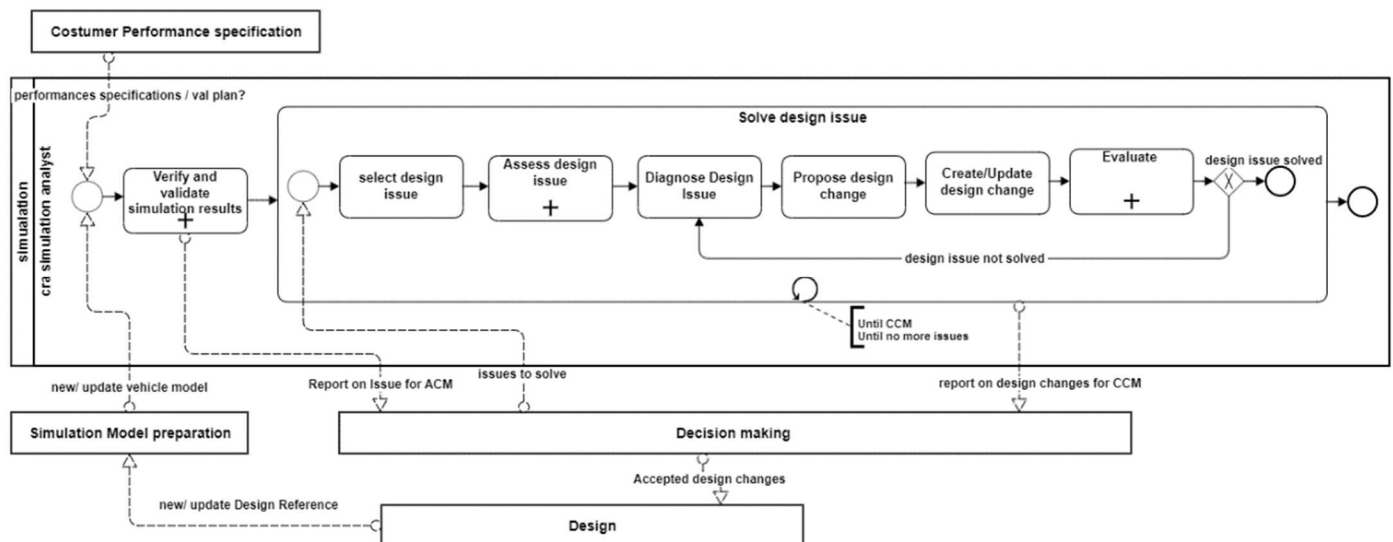 Costumer Performance specification
performances specifications / val plan?
simualation
cra simulation analyst
Verify and
validate
simulation results
Solve design issue
select design
issue
Assess design
issue
Diagnose Design
Issue
Propose design
change
Create/Update
design change
Evaluate
design issue solved
X
design issue not solved
Until CCM
Until no more issues
new/ update vehicle model
Report on Issue for ACM
issues to solve
report on design changes for CCM
Simulation Model preparation
Decision making
Accepted design changes
new/ update Design Reference
Design